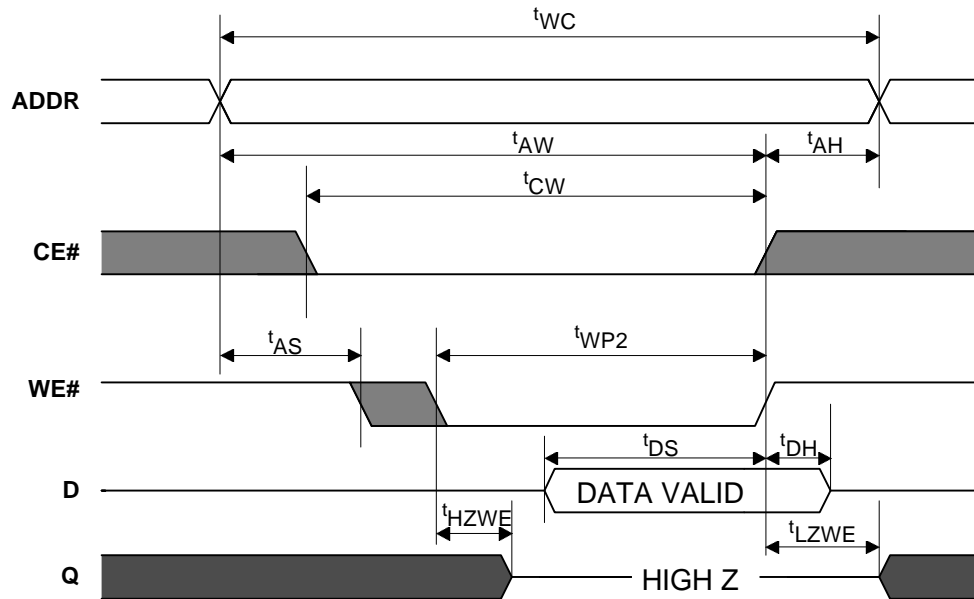 tWC
ADDR
tAW
tAH
tCW
CE#
tAS
tWP2
WE#
tDS
tDH
D
DATA VALID
tHZWE
tLZWE
Q
HIGH Z